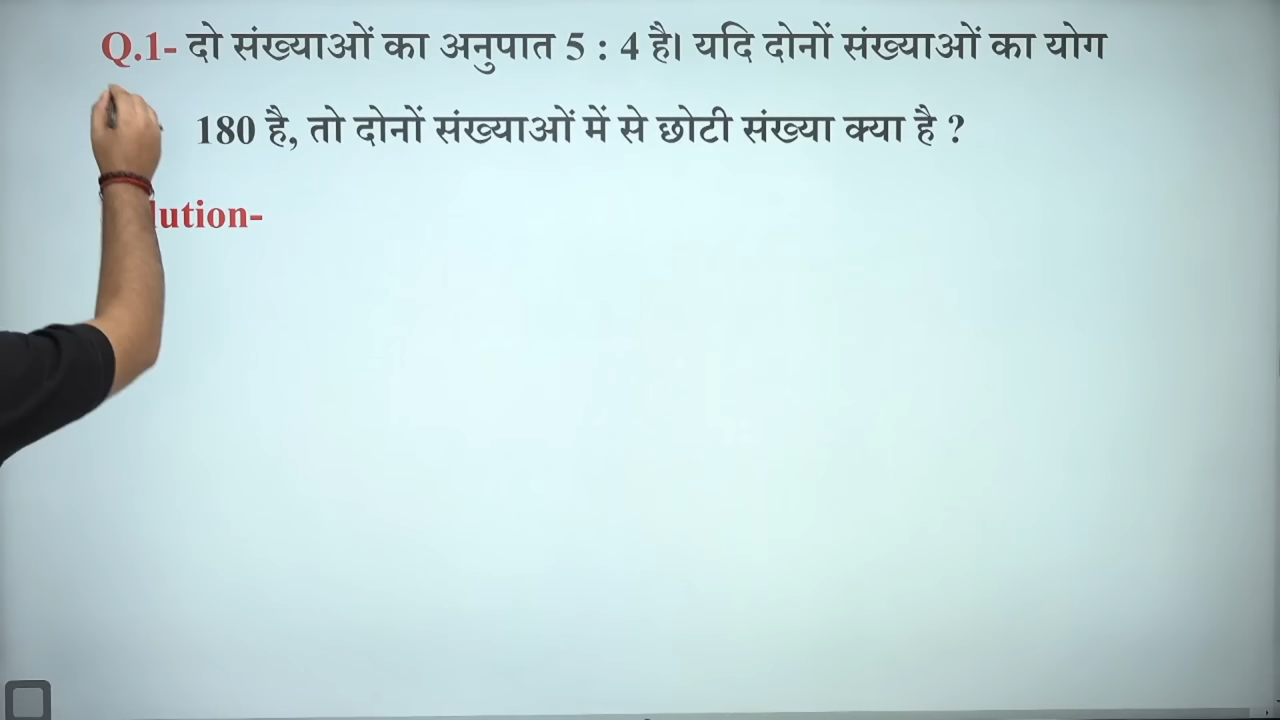 Q.1- दो संख्याओं का अनुपात 5 : 4 है। यदि दोनों संख्याओं का योग
180 है, तो दोनों संख्याओं में से छोटी संख्या क्या है ?
lution-